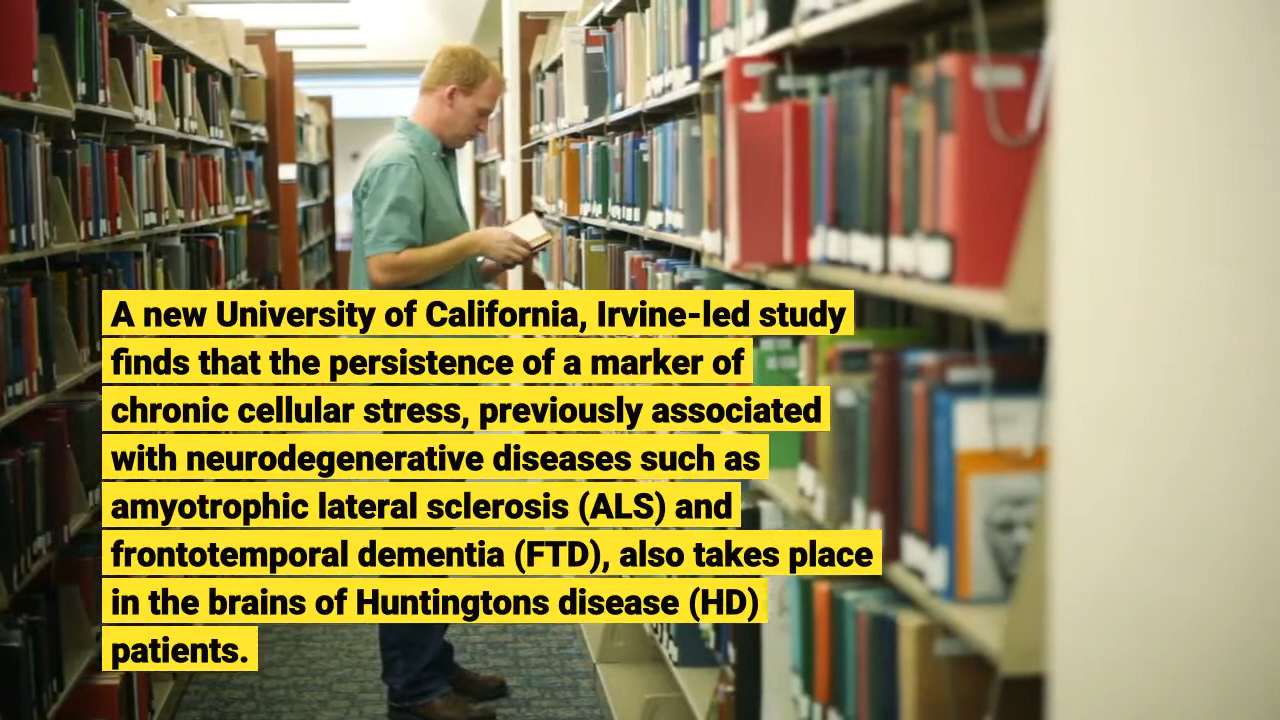 A new University of California, Irvine-led study
finds that the persistence of a marker of
chronic cellular stress, previously associated
with neurodegenerative diseases such as
amyotrophic lateral sclerosis (ALS) and
frontotemporal dementia (FTD), also takes place
in the brains of Huntingtons disease (HD)
patients.